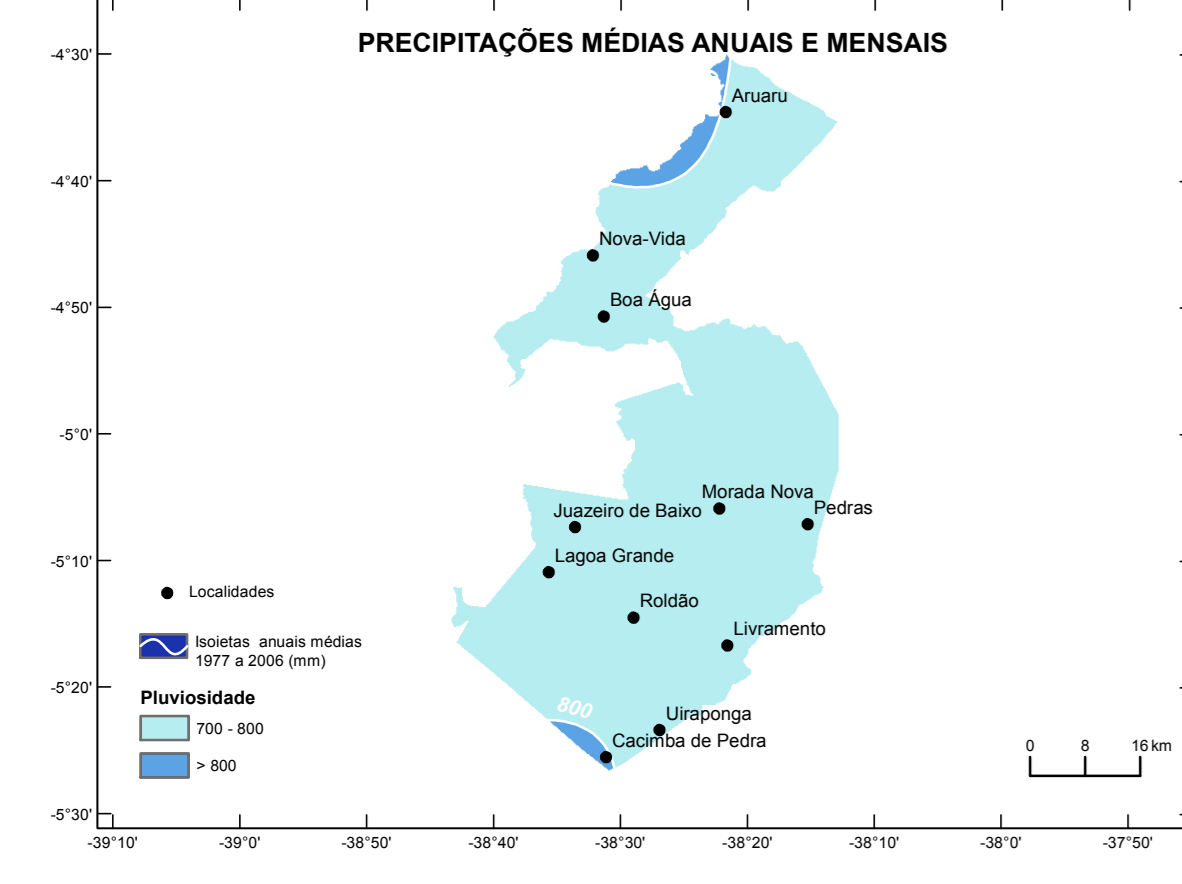 PRECIPITAÇÕES MÉDIAS ANUAIS E MENSAIS
-4°30'
Aruaru
-4°40'
Nova-Vida
Boa Água
-4°50'
-5°0'
Morada Nova
Pedras
Juazeiro de Baixo
Lagoa Grande
-5°10'
Roldão
Livramento
-5°20'
800
Uiraponga
Cacimba de Pedra
-5°30'
Localidades
Isoietas anuais médias
1977 a 2006 (mm)
Pluviosidade
700 - 800
> 800
0 8 16 km
-39°10' -39°0' -38°50' -38°40' -38°30' -38°20' -38°10' -38°0' -37°50'